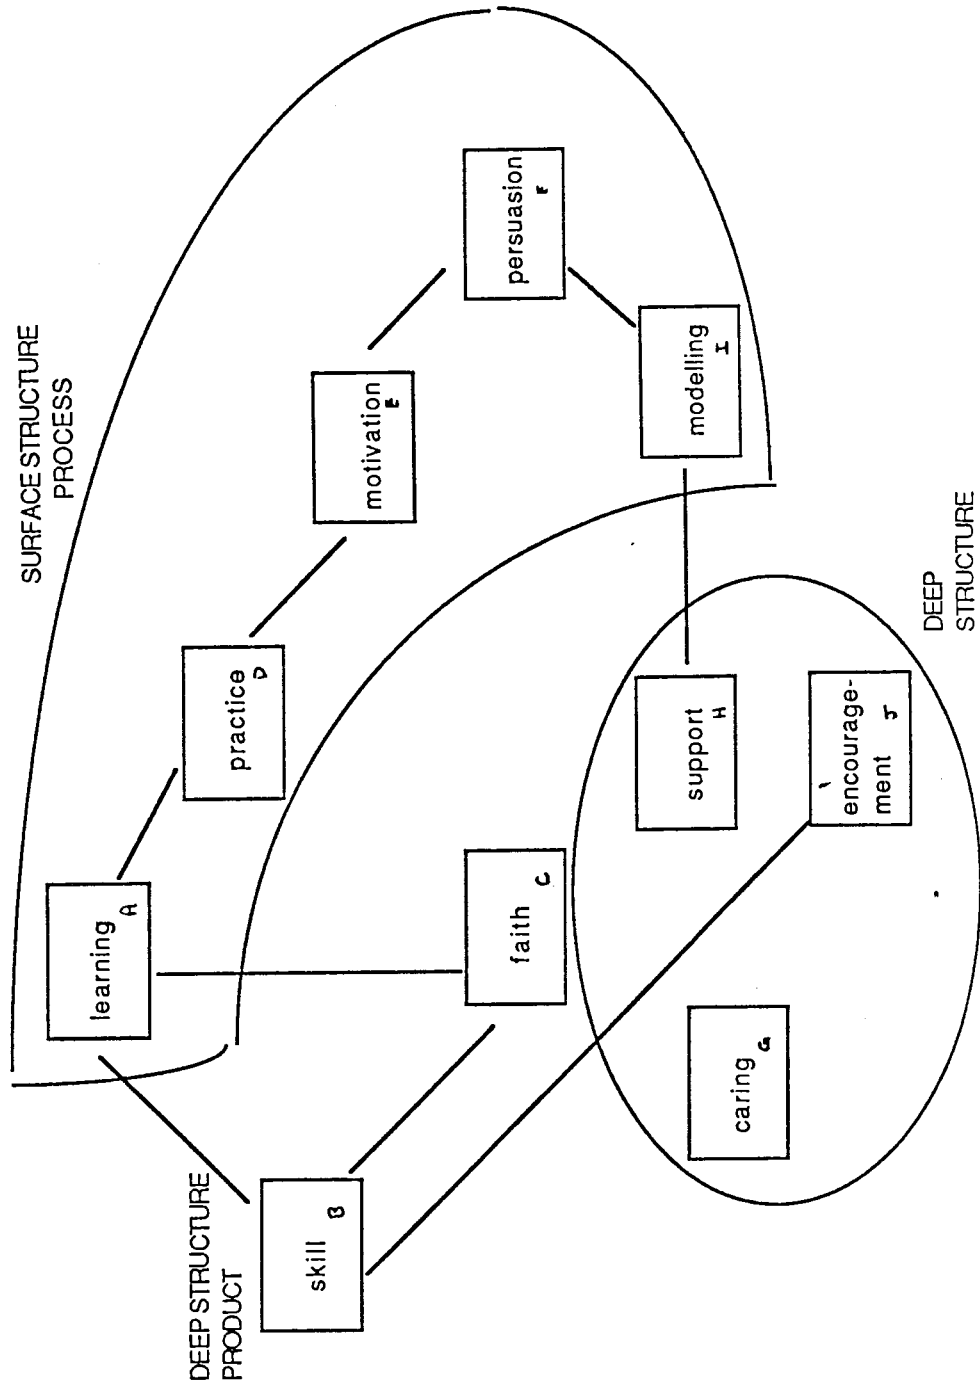 SURFACE STRUCTURE
PROCESS
learning
A
practice
D
motivation
E
persuasion
F
modelling
I
DEEP STRUCTURE
PRODUCT
skill
B
faith
C
caring
G
support
H
encourage-
ment
J
DEEP
STRUCTURE